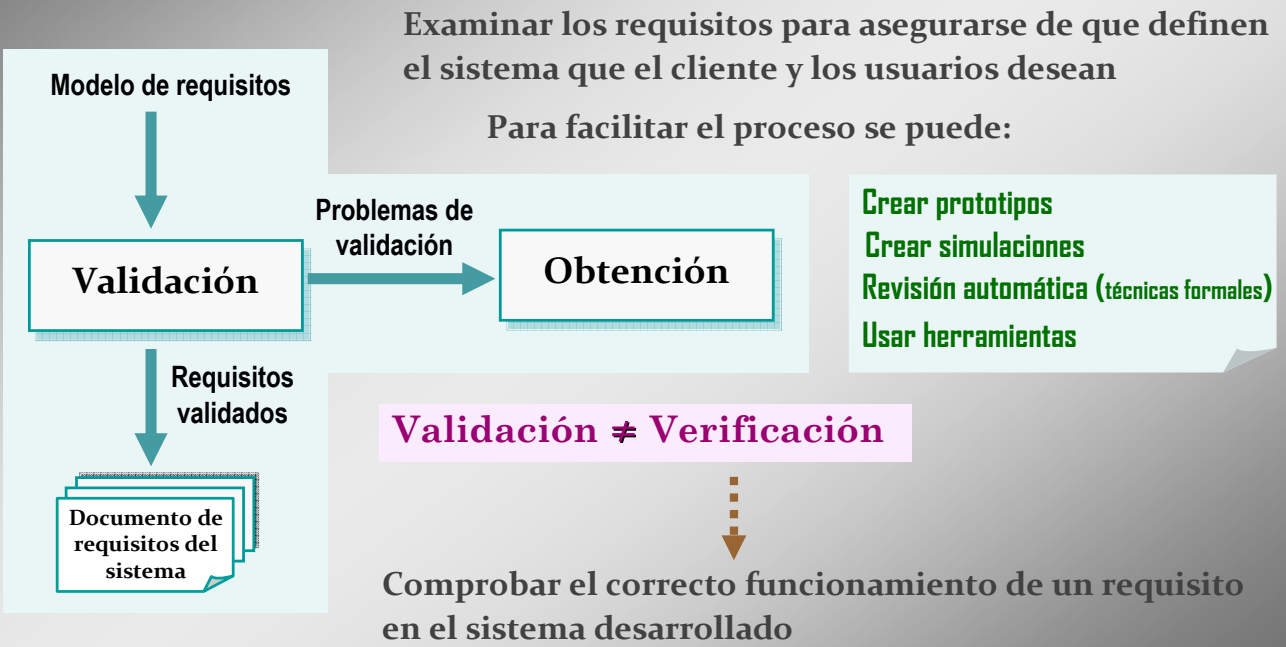 Examinar los requisitos para asegurarse de que definen
el sistema que el cliente y los usuarios desean
Para facilitar el proceso se puede:
Modelo de requisitos
Validación
Problemas de
validación
Obtención
Requisitos
validados
Documento de
requisitos del
sistema
Crear prototipos
Crear simulaciones
Revisión automática (técnicas formales)
Usar herramientas
Validación ≠ Verificación
Comprobar el correcto funcionamiento de un requisito
en el sistema desarrollado